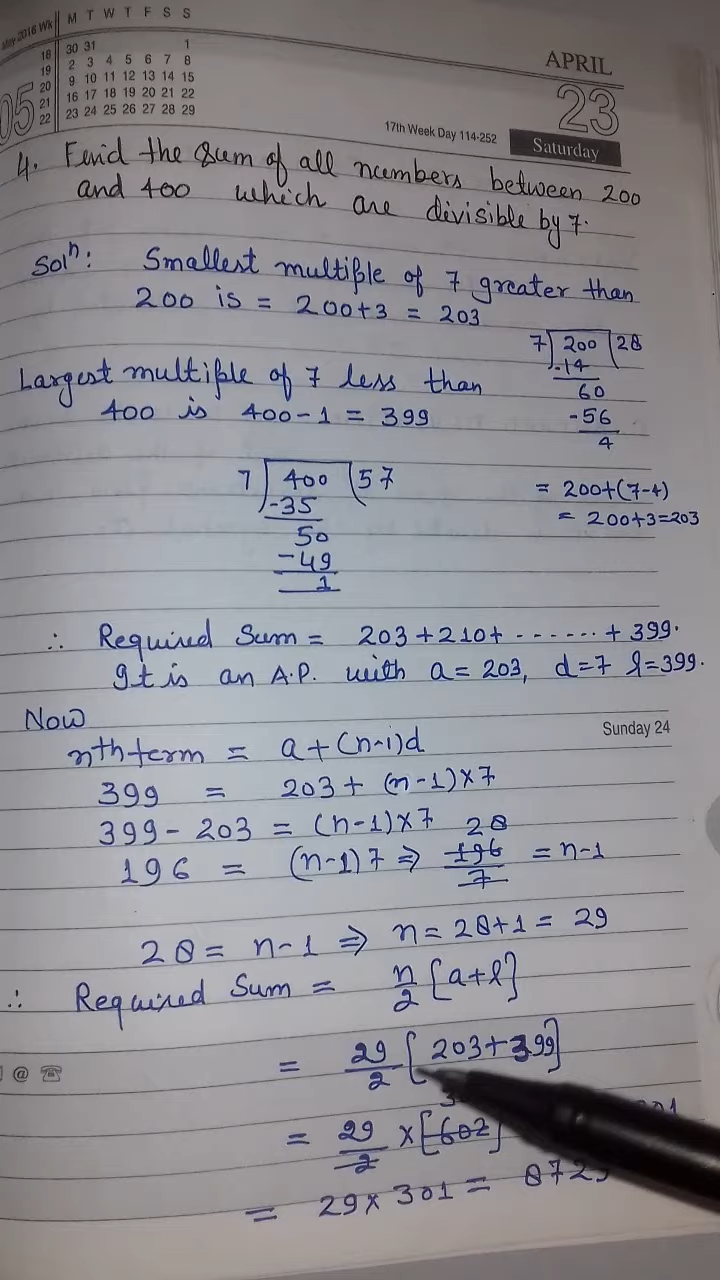 May 2016 Wk M T W T F S S
18 30 31 1
19 2 3 4 5 6 7 8
20 9 10 11 12 13 14 15
21 16 17 18 19 20 21 22
22 23 24 25 26 27 28 29
05
APRIL
23
17th Week Day 114-252
Saturday
4. Find the Sum of all numbers between 200
and 400 which are divisible by 7.
Solⁿ: Smallest multiple of 7 greater than
200 is = 200+3 = 203
7 200 28
-14
60
-56
4
= 200+(7-4)
= 200+3=203
Largest multiple of 7 less than
400 is 400-1 = 399
7 400 57
-35
50
-49
1
∴ Required Sum = 203+210+ ....... + 399.
It is an A.P. with a= 203, d=7 l=399.
Sunday 24
Now
nth term = a+(n-1)d
399 = 203+ (n-1)×7
399- 203 = (n-1)×7
196 = (n-1)7 ⇒ 196/7 = n-1
28
28= n-1 ⇒ n= 28+1= 29
∴ Required Sum = n/2 [a+l]
= 29/2 [203+399]
= 29/2 ×[602]
= 29×301=